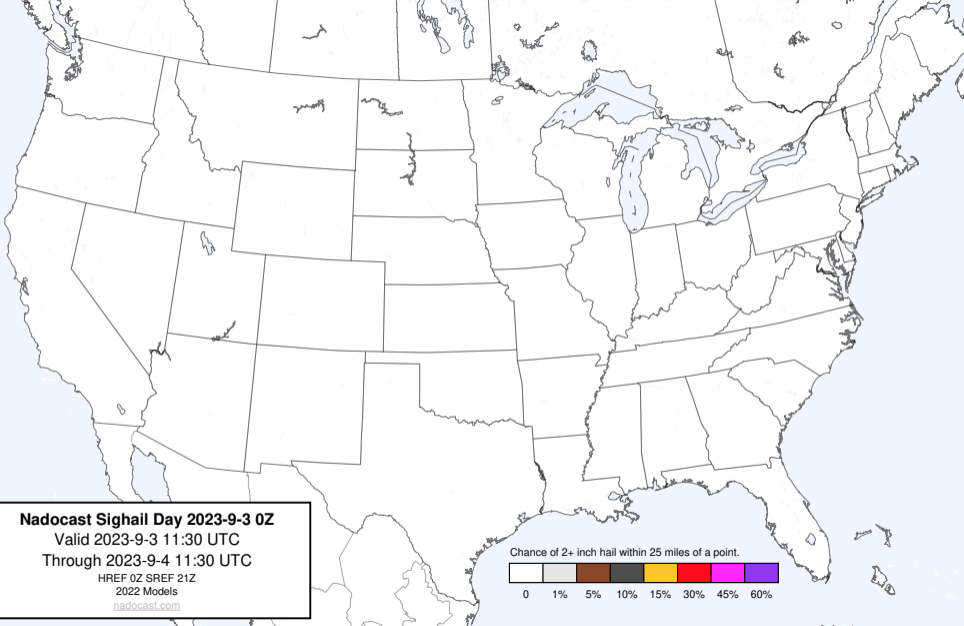 Nadocast Sighail Day 2023-9-3 0Z
Valid 2023-9-3 11:30 UTC
Through 2023-9-4 11:30 UTC
HREF 0Z SREF 21Z
2022 Models
nadocast.com
Chance of 2+ inch hail within 25 miles of a point.
0 1% 5% 10% 15% 30% 45% 60%